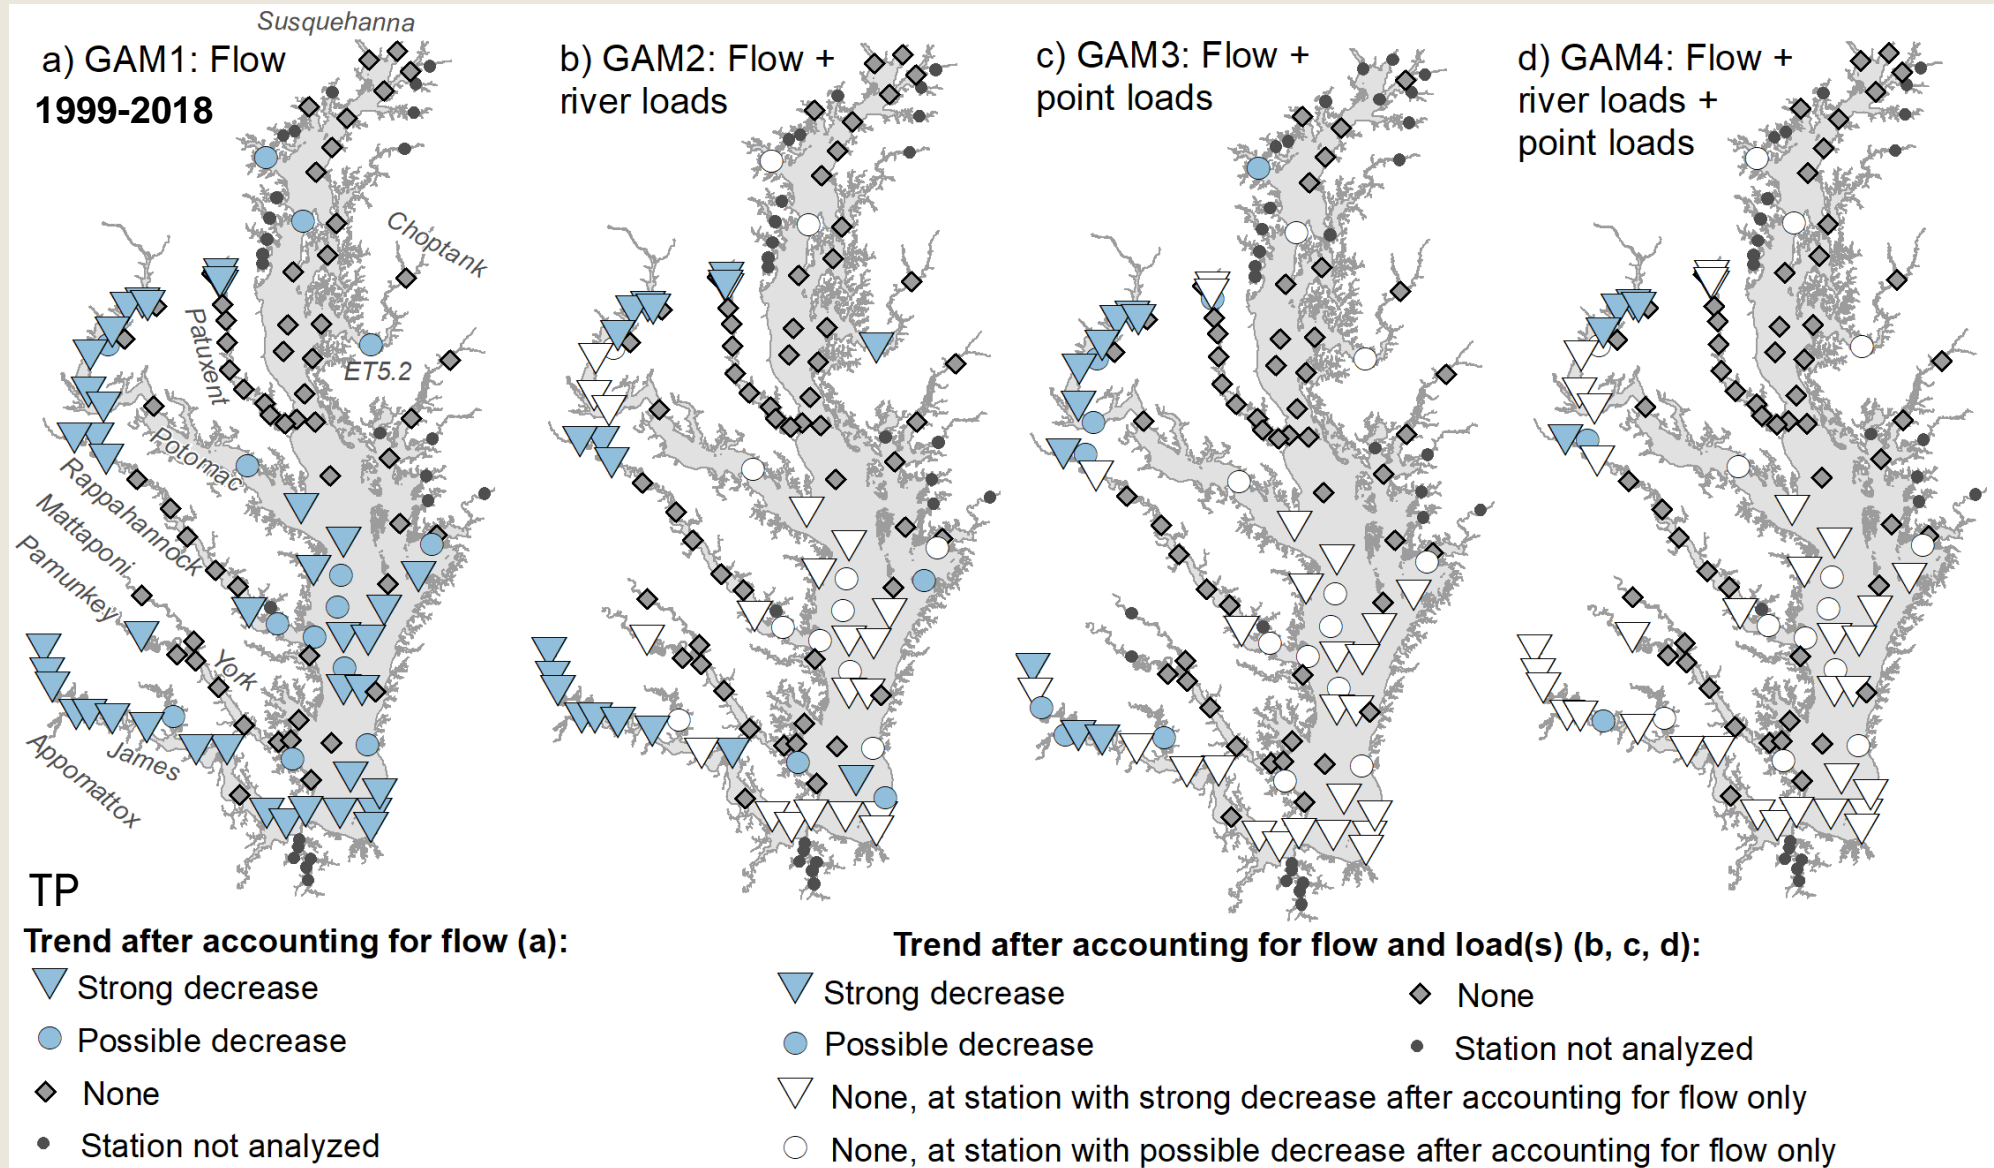 Susquehanna
a) GAM1: Flow
1999-2018
b) GAM2: Flow +
river loads
c) GAM3: Flow +
point loads
d) GAM4: Flow +
river loads +
point loads
Choptank
Patuxent
ET5.2
Potomac
Rappahannock
Mattaponi
Pamunkey
York
James
Appomattox
TP
Trend after accounting for flow (a):
Strong decrease
Possible decrease
None
Station not analyzed
Trend after accounting for flow and load(s) (b, c, d):
Strong decrease
Possible decrease
None, at station with strong decrease after accounting for flow only
None, at station with possible decrease after accounting for flow only
None
Station not analyzed